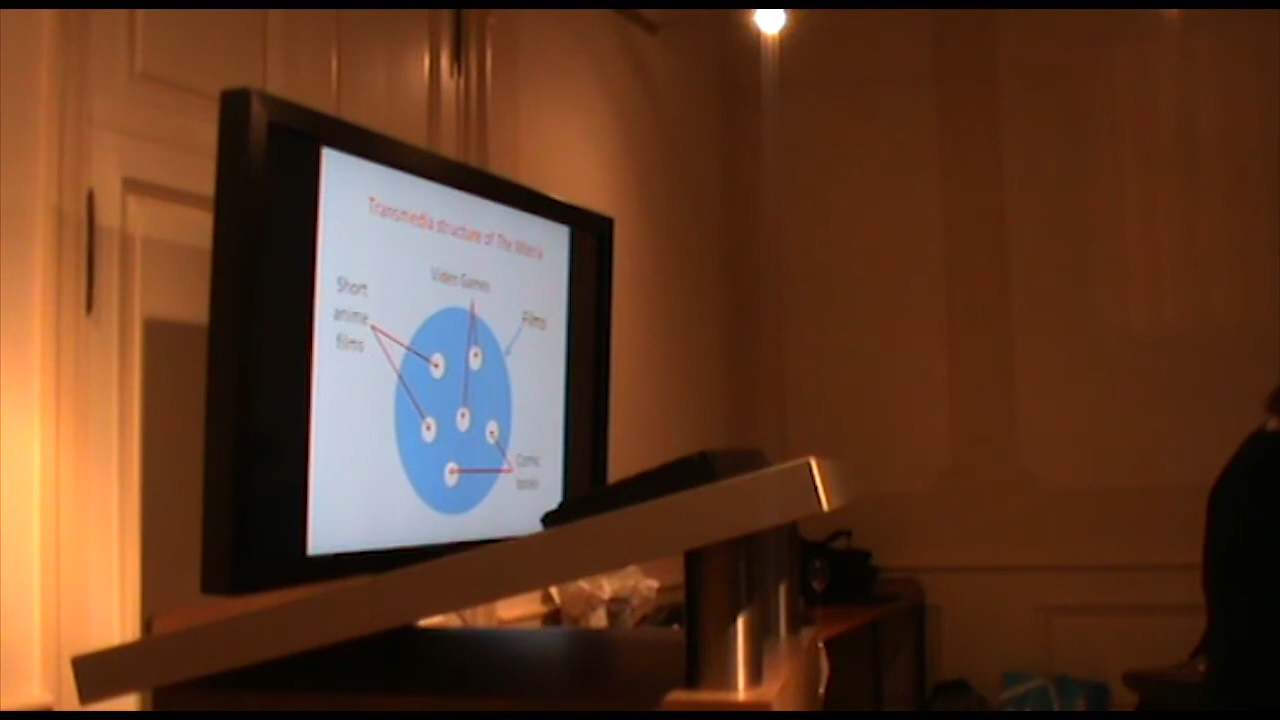 Transmedia structure of The Matrix
Video Games
Short
anime
films
Films
Comic
books